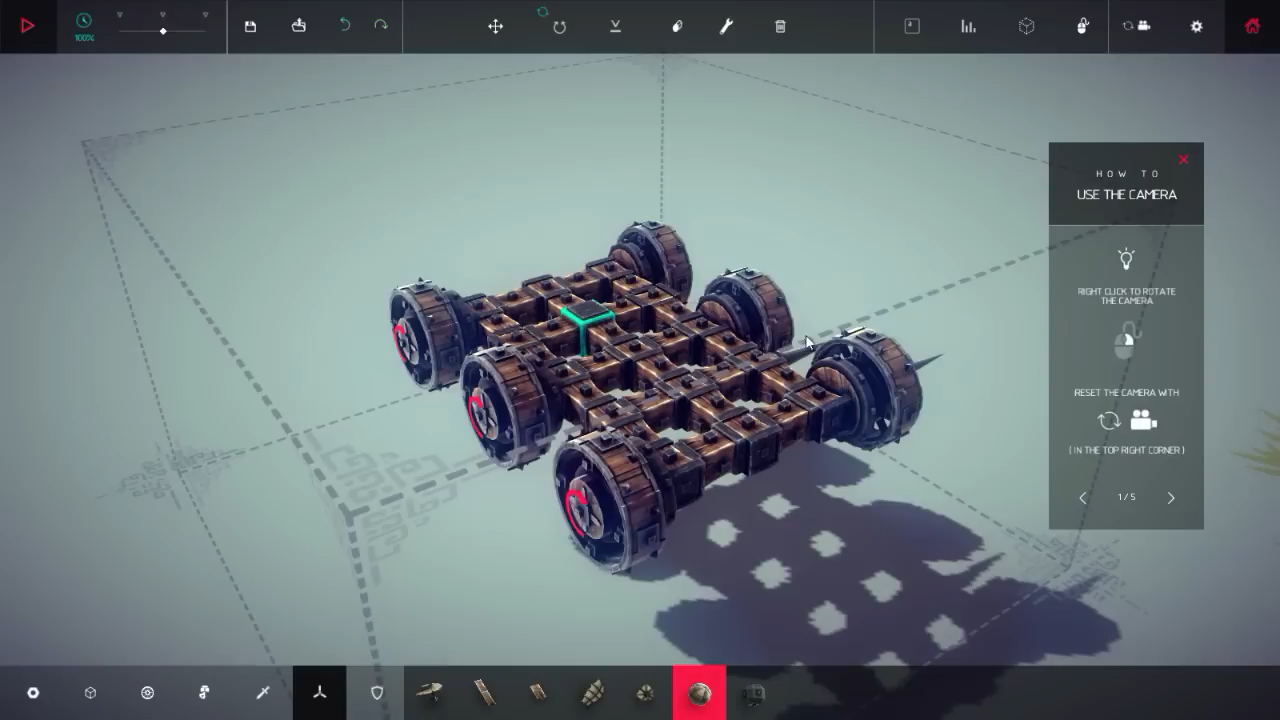 100%
HOW TO
USE THE CAMERA
RIGHT CLICK TO ROTATE
THE CAMERA
RESET THE CAMERA WITH
( IN THE TOP RIGHT CORNER )
1/5